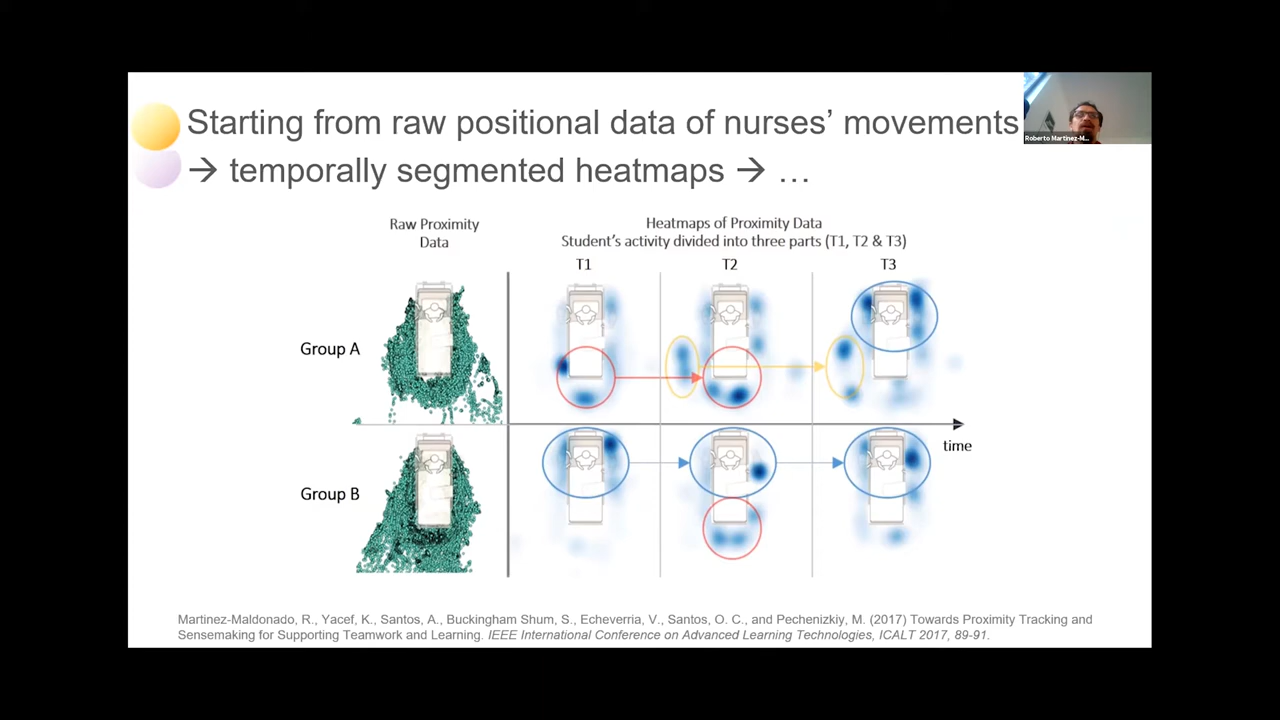 Starting from raw positional data of nurses’ movements
→ temporally segmented heatmaps → …
Roberto Martinez-M...
Raw Proximity
Data
Heatmaps of Proximity Data
Student’s activity divided into three parts (T1, T2 & T3)
T1
T2
T3
Group A
time
Group B
Martinez-Maldonado, R., Yacef, K., Santos, A., Buckingham Shum, S., Echeverria, V., Santos, O. C., and Pechenizkiy, M. (2017) Towards Proximity Tracking and
Sensemaking for Supporting Teamwork and Learning. IEEE International Conference on Advanced Learning Technologies, ICALT 2017, 89-91.